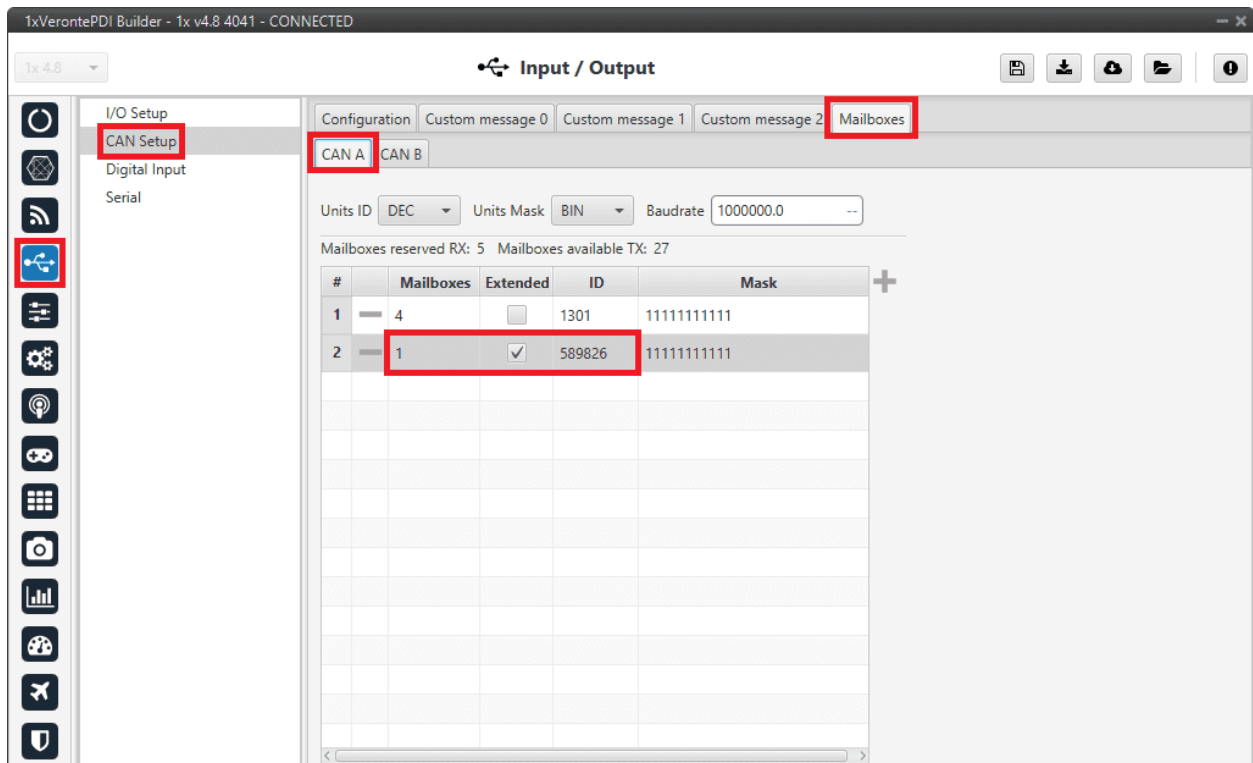 1xVerontePDI Builder - 1x v4.8 4041 - CONNECTED
1x 4.8
Input / Output
I/O Setup
CAN Setup
Digital Input
Serial
Configuration Custom message 0 Custom message 1 Custom message 2 Mailboxes
CAN A CAN B
Units ID DEC Units Mask BIN Baudrate 1000000.0 --
Mailboxes reserved RX: 5 Mailboxes available TX: 27
# Mailboxes Extended ID Mask
1 4 1301 11111111111
2 1 589826 11111111111